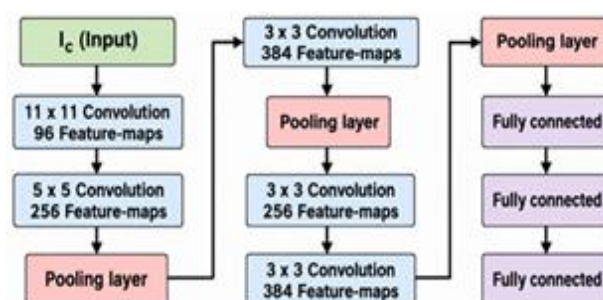 I_c (Input)
11 x 11 Convolution
96 Feature-maps
5 x 5 Convolution
256 Feature-maps
Pooling layer
3 x 3 Convolution
384 Feature-maps
Pooling layer
3 x 3 Convolution
256 Feature-maps
3 x 3 Convolution
384 Feature-maps
Pooling layer
Fully connected
Fully connected
Fully connected